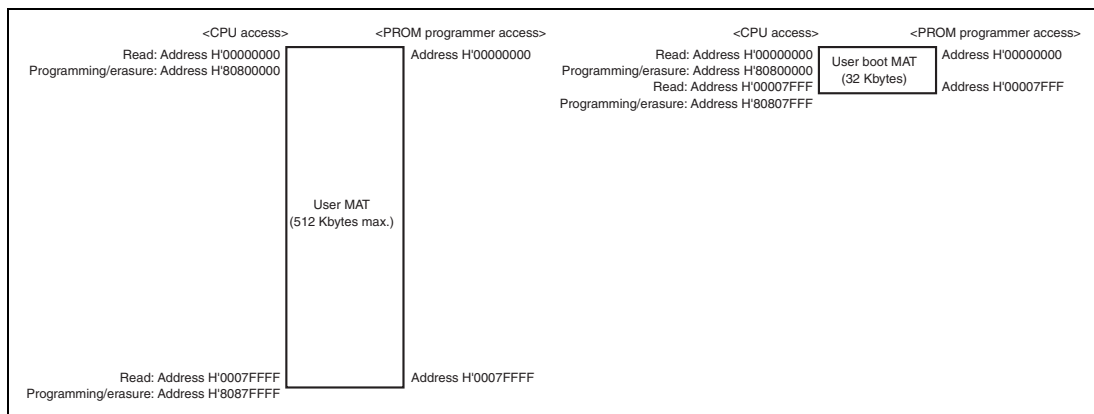 <CPU access>
<PROM programmer access>
Read: Address H'00000000
Programming/erasure: Address H'80800000
Address H'00000000
User MAT
(512 Kbytes max.)
Read: Address H'0007FFFF
Programming/erasure: Address H'8087FFFF
Address H'0007FFFF
<CPU access>
<PROM programmer access>
Read: Address H'00000000
Programming/erasure: Address H'80800000
Read: Address H'00007FFF
Programming/erasure: Address H'80807FFF
User boot MAT
(32 Kbytes)
Address H'00000000
Address H'00007FFF